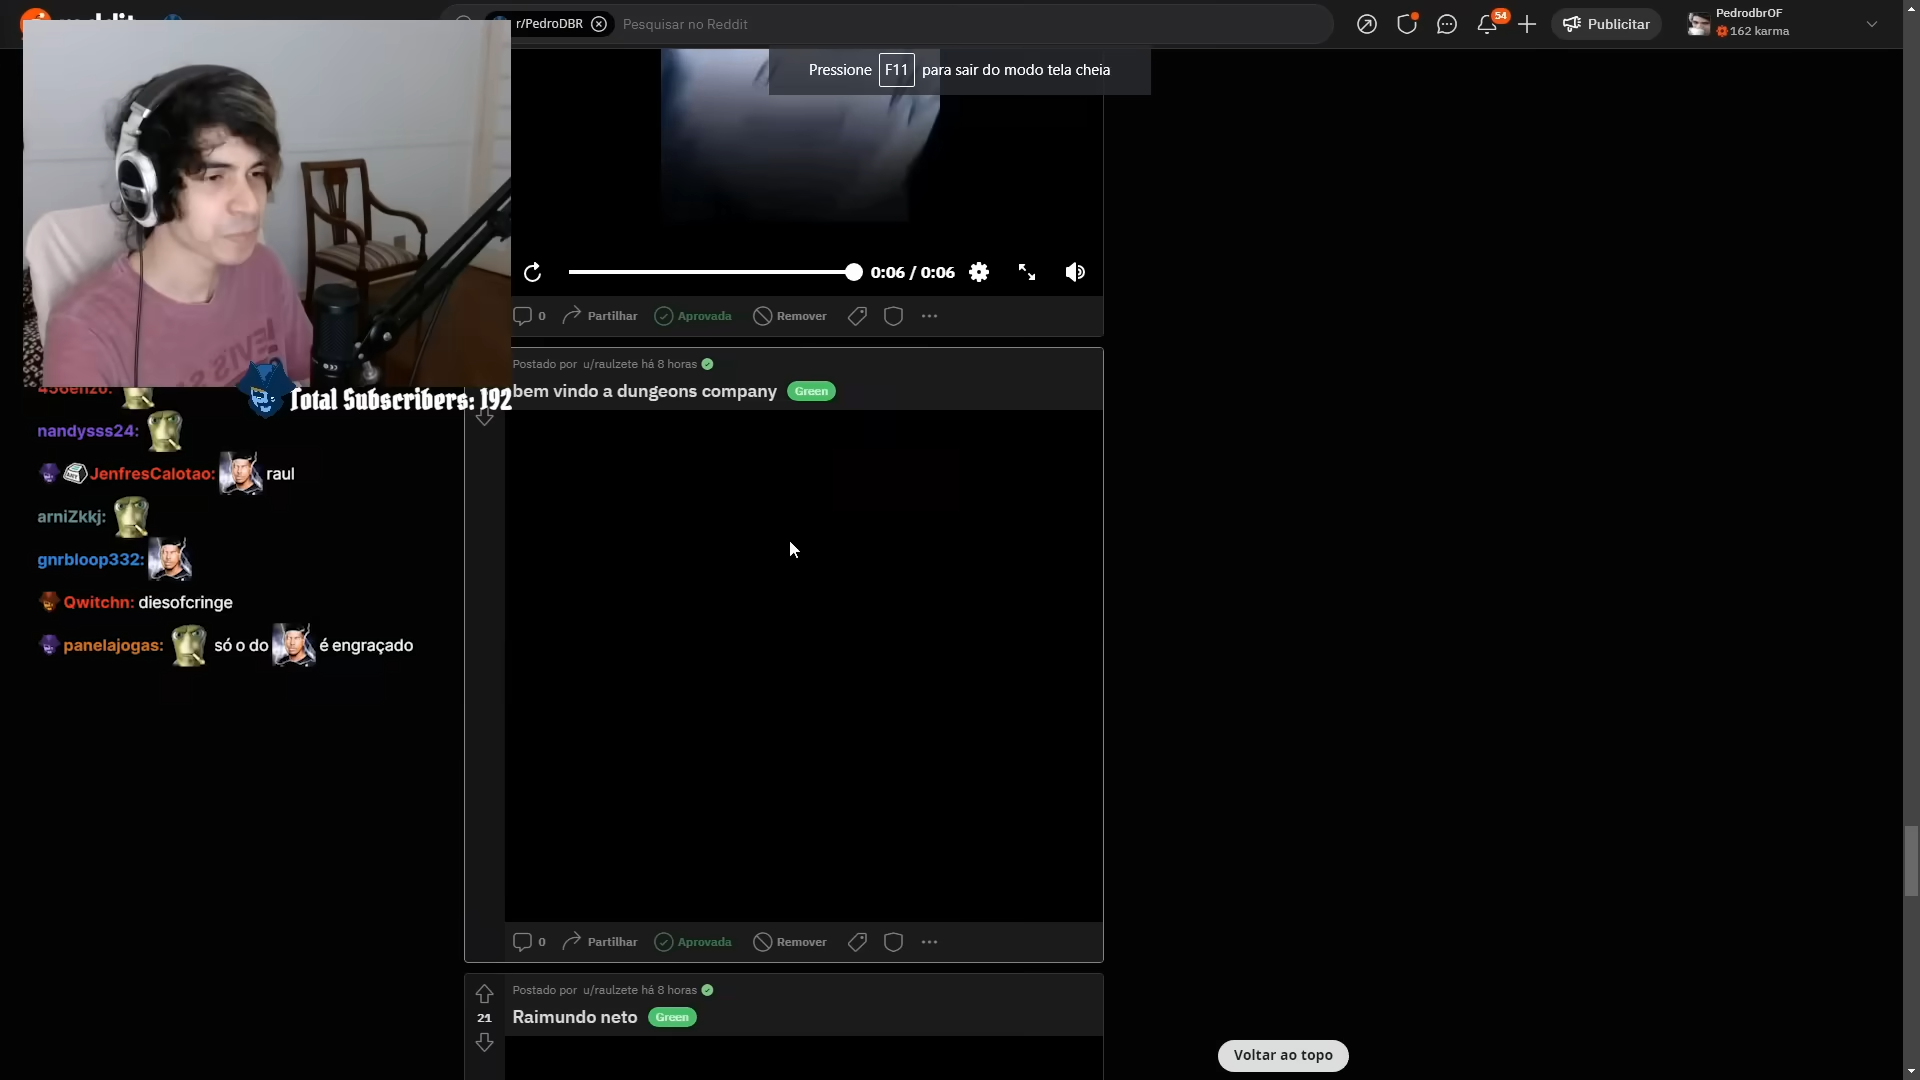 reddit
r/PedroDBR
Pesquisar no Reddit
54
Publicitar
PedrodbrOF
162 karma
Pressione F11 para sair do modo tela cheia
0:06 / 0:06
0 Partilhar Aprovada Remover
Postado por u/raulzete há 8 horas
bem vindo a dungeons company Green
456enzo:
Total Subscribers: 192
nandysss24:
JenfresCalotao: raul
arniZkkj:
gnrbloop332:
Qwitchn: diesofcringe
panelajogas: só o do é engraçado
0 Partilhar Aprovada Remover
Postado por u/raulzete há 8 horas
21
Raimundo neto Green
Voltar ao topo